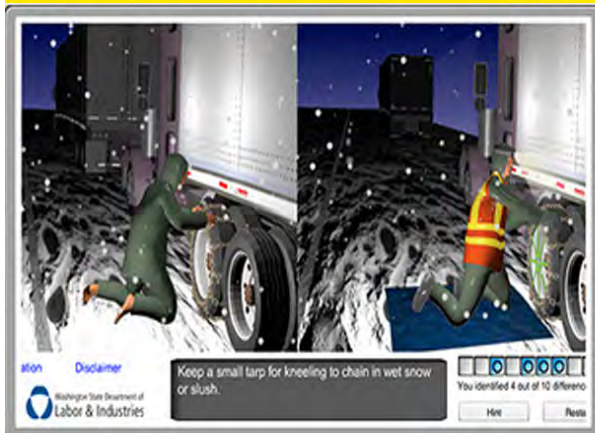 ation Disclaimer
Washington State Department of
Labor & Industries
Keep a small tarp for kneeling to chain in wet snow
or slush.
You identified 4 out of 10 differenc
Hint
Resta